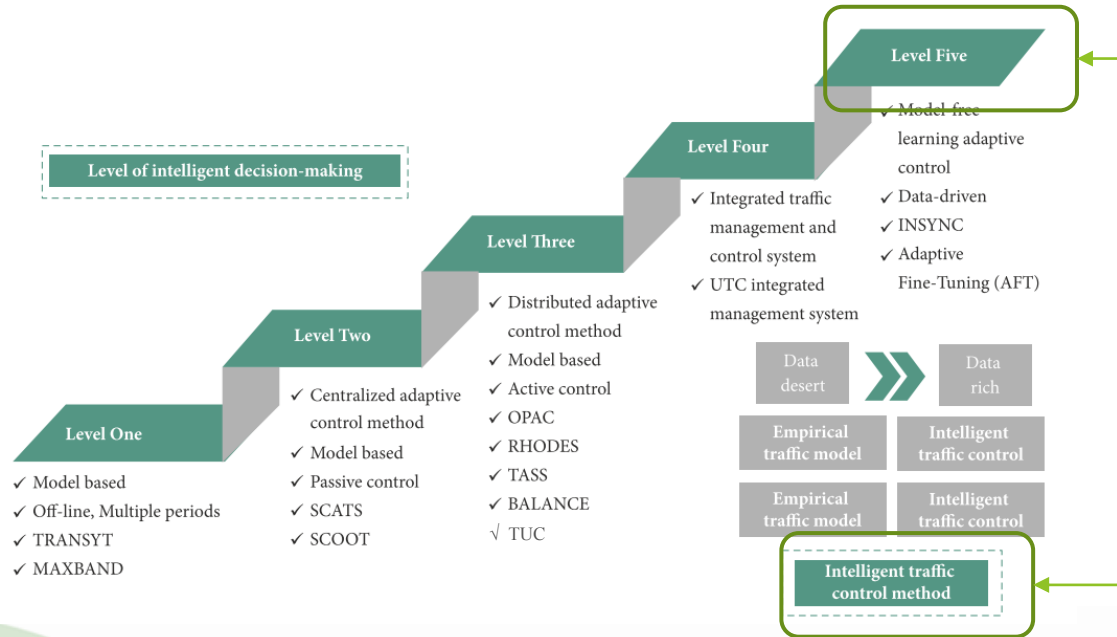 Level of intelligent decision-making
Level One
✓ Model based
✓ Off-line, Multiple periods
✓ TRANSYT
✓ MAXBAND
Level Two
✓ Centralized adaptive
control method
✓ Model based
✓ Passive control
✓ SCATS
✓ SCOOT
Level Three
✓ Distributed adaptive
control method
✓ Model based
✓ Active control
✓ OPAC
✓ RHODES
✓ TASS
✓ BALANCE
√ TUC
Level Four
✓ Integrated traffic
management and
control system
✓ UTC integrated
management system
Level Five
✓ Model-free
learning adaptive
control
✓ Data-driven
✓ INSYNC
✓ Adaptive
Fine-Tuning (AFT)
Data
desert
Data
rich
Empirical
traffic model
Intelligent
traffic control
Empirical
traffic model
Intelligent
traffic control
Intelligent traffic
control method